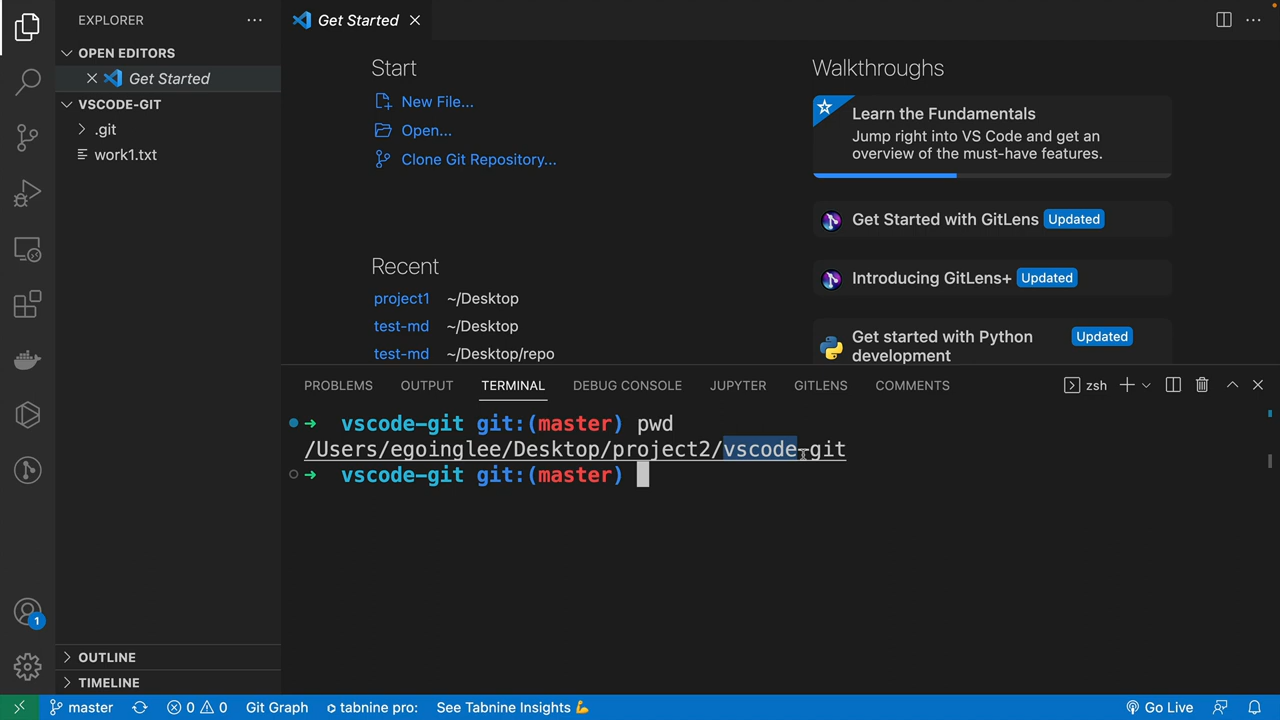 EXPLORER
OPEN EDITORS
Get Started
VSCODE-GIT
.git
work1.txt
OUTLINE
TIMELINE
Get Started
Start
New File...
Open...
Clone Git Repository...
Recent
project1 ~/Desktop
test-md ~/Desktop
test-md ~/Desktop/repo
Walkthroughs
Learn the Fundamentals
Jump right into VS Code and get an
overview of the must-have features.
Get Started with GitLens Updated
Introducing GitLens+ Updated
Get started with Python Updated
development
PROBLEMS OUTPUT TERMINAL DEBUG CONSOLE JUPYTER GITLENS COMMENTS zsh
→ vscode-git git:(master) pwd
/Users/egoinglee/Desktop/project2/vscode-git
→ vscode-git git:(master)
1
master 0 0 Git Graph tabnine pro: See Tabnine Insights 💪 Go Live